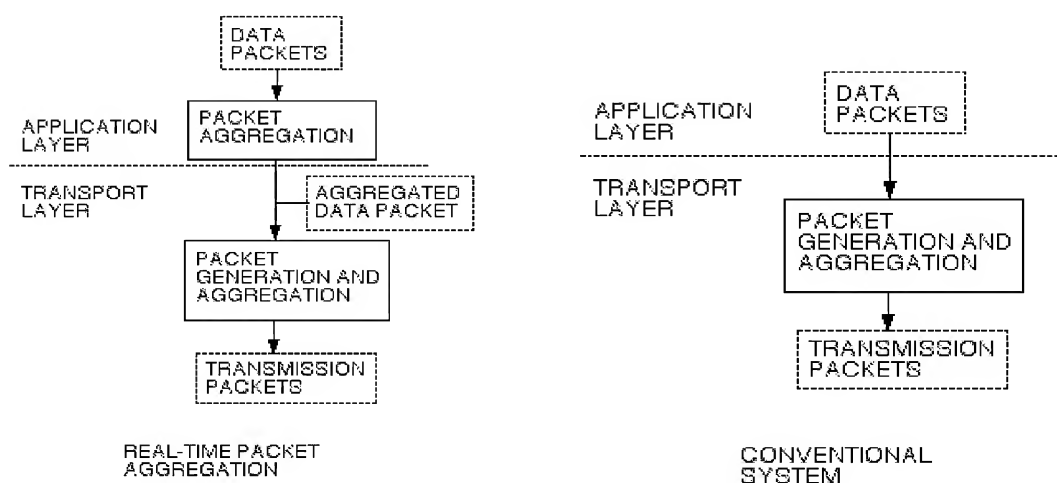 DATA
PACKETS
PACKET
AGGREGATION
APPLICATION
LAYER
TRANSPORT
LAYER
AGGREGATED
DATA PACKET
PACKET
GENERATION AND
AGGREGATION
TRANSMISSION
PACKETS
REAL-TIME PACKET
AGGREGATION
DATA
PACKETS
APPLICATION
LAYER
TRANSPORT
LAYER
PACKET
GENERATION AND
AGGREGATION
TRANSMISSION
PACKETS
CONVENTIONAL
SYSTEM